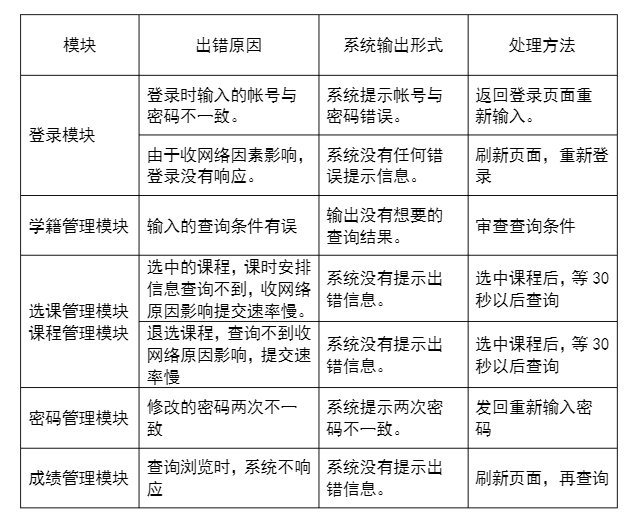 模块
出错原因
系统输出形式
处理方法
登录模块
登录时输入的帐号与
密码不一致。
系统提示帐号与
密码错误。
返回登录页面重
新输入。
由于收网络因素影响，
登录没有响应。
系统没有任何错
误提示信息。
刷新页面，重新登
录
学籍管理模块
输入的查询条件有误
输出没有想要的
查询结果。
审查查询条件
选课管理模块
课程管理模块
选中的课程，课时安排
信息查询不到，收网络
原因影响提交速率慢。
系统没有提示出
错信息。
选中课程后，等 30
秒以后查询
退选课程，查询不到收
网络原因影响，提交速
率慢
系统没有提示出
错信息。
选中课程后，等 30
秒以后查询
密码管理模块
修改的密码两次不一
致
系统提示两次密
码不一致。
发回重新输入密
码
成绩管理模块
查询浏览时，系统不响
应
系统没有提示出
错信息。
刷新页面，再查询